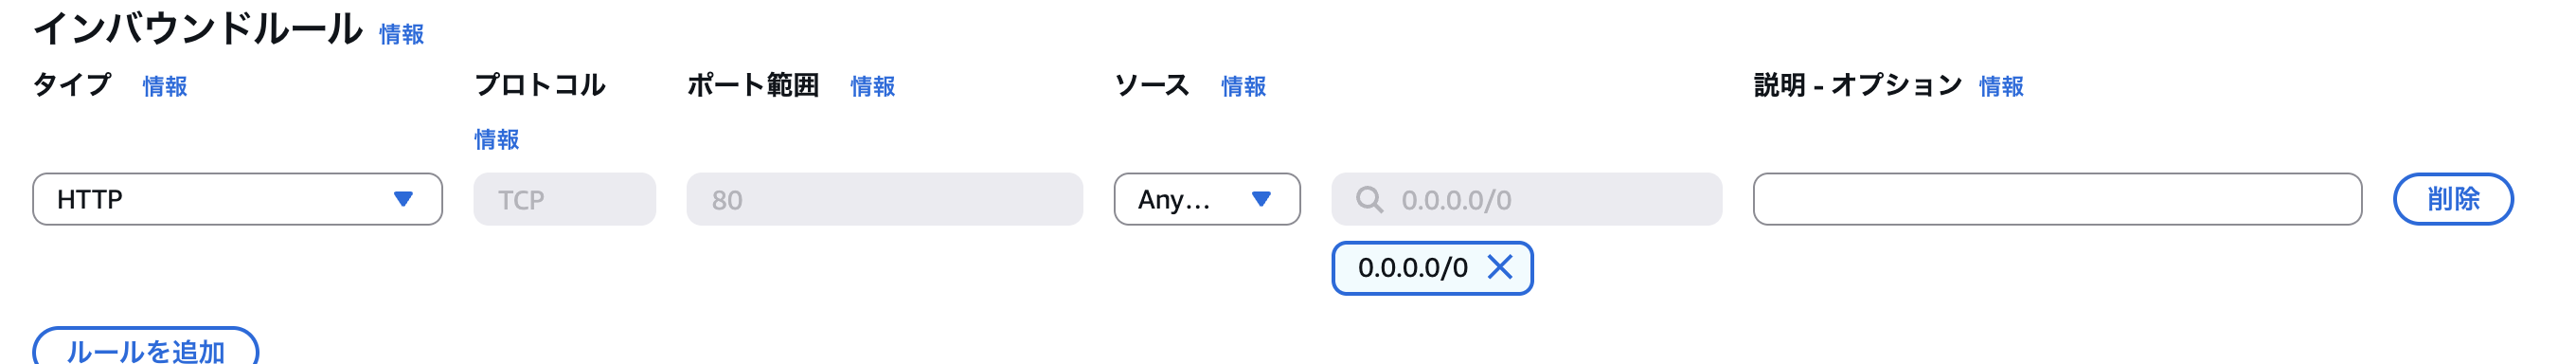 インバウンドルール 情報
タイプ 情報 プロトコル ポート範囲 情報 ソース 情報 説明 - オプション 情報
情報
HTTP TCP 80 Any... 0.0.0.0/0 削除
0.0.0.0/0
ルールを追加